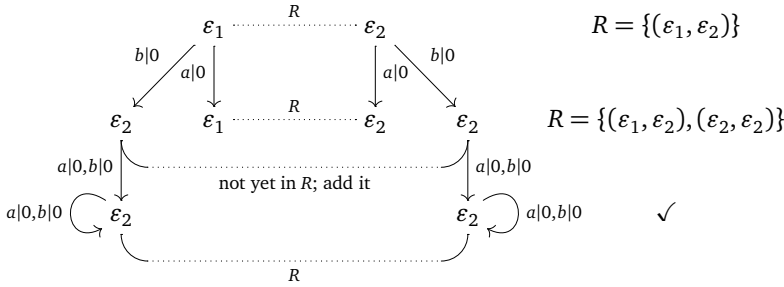 R
ε₁ ε₂ R = {(ε₁, ε₂)}
b|0 a|0 a|0 b|0
R
ε₂ ε₁ ε₂ ε₂ R = {(ε₁, ε₂), (ε₂, ε₂)}
a|0,b|0 a|0,b|0
not yet in R; add it
a|0,b|0 ε₂ ε₂ a|0,b|0 ✓
R